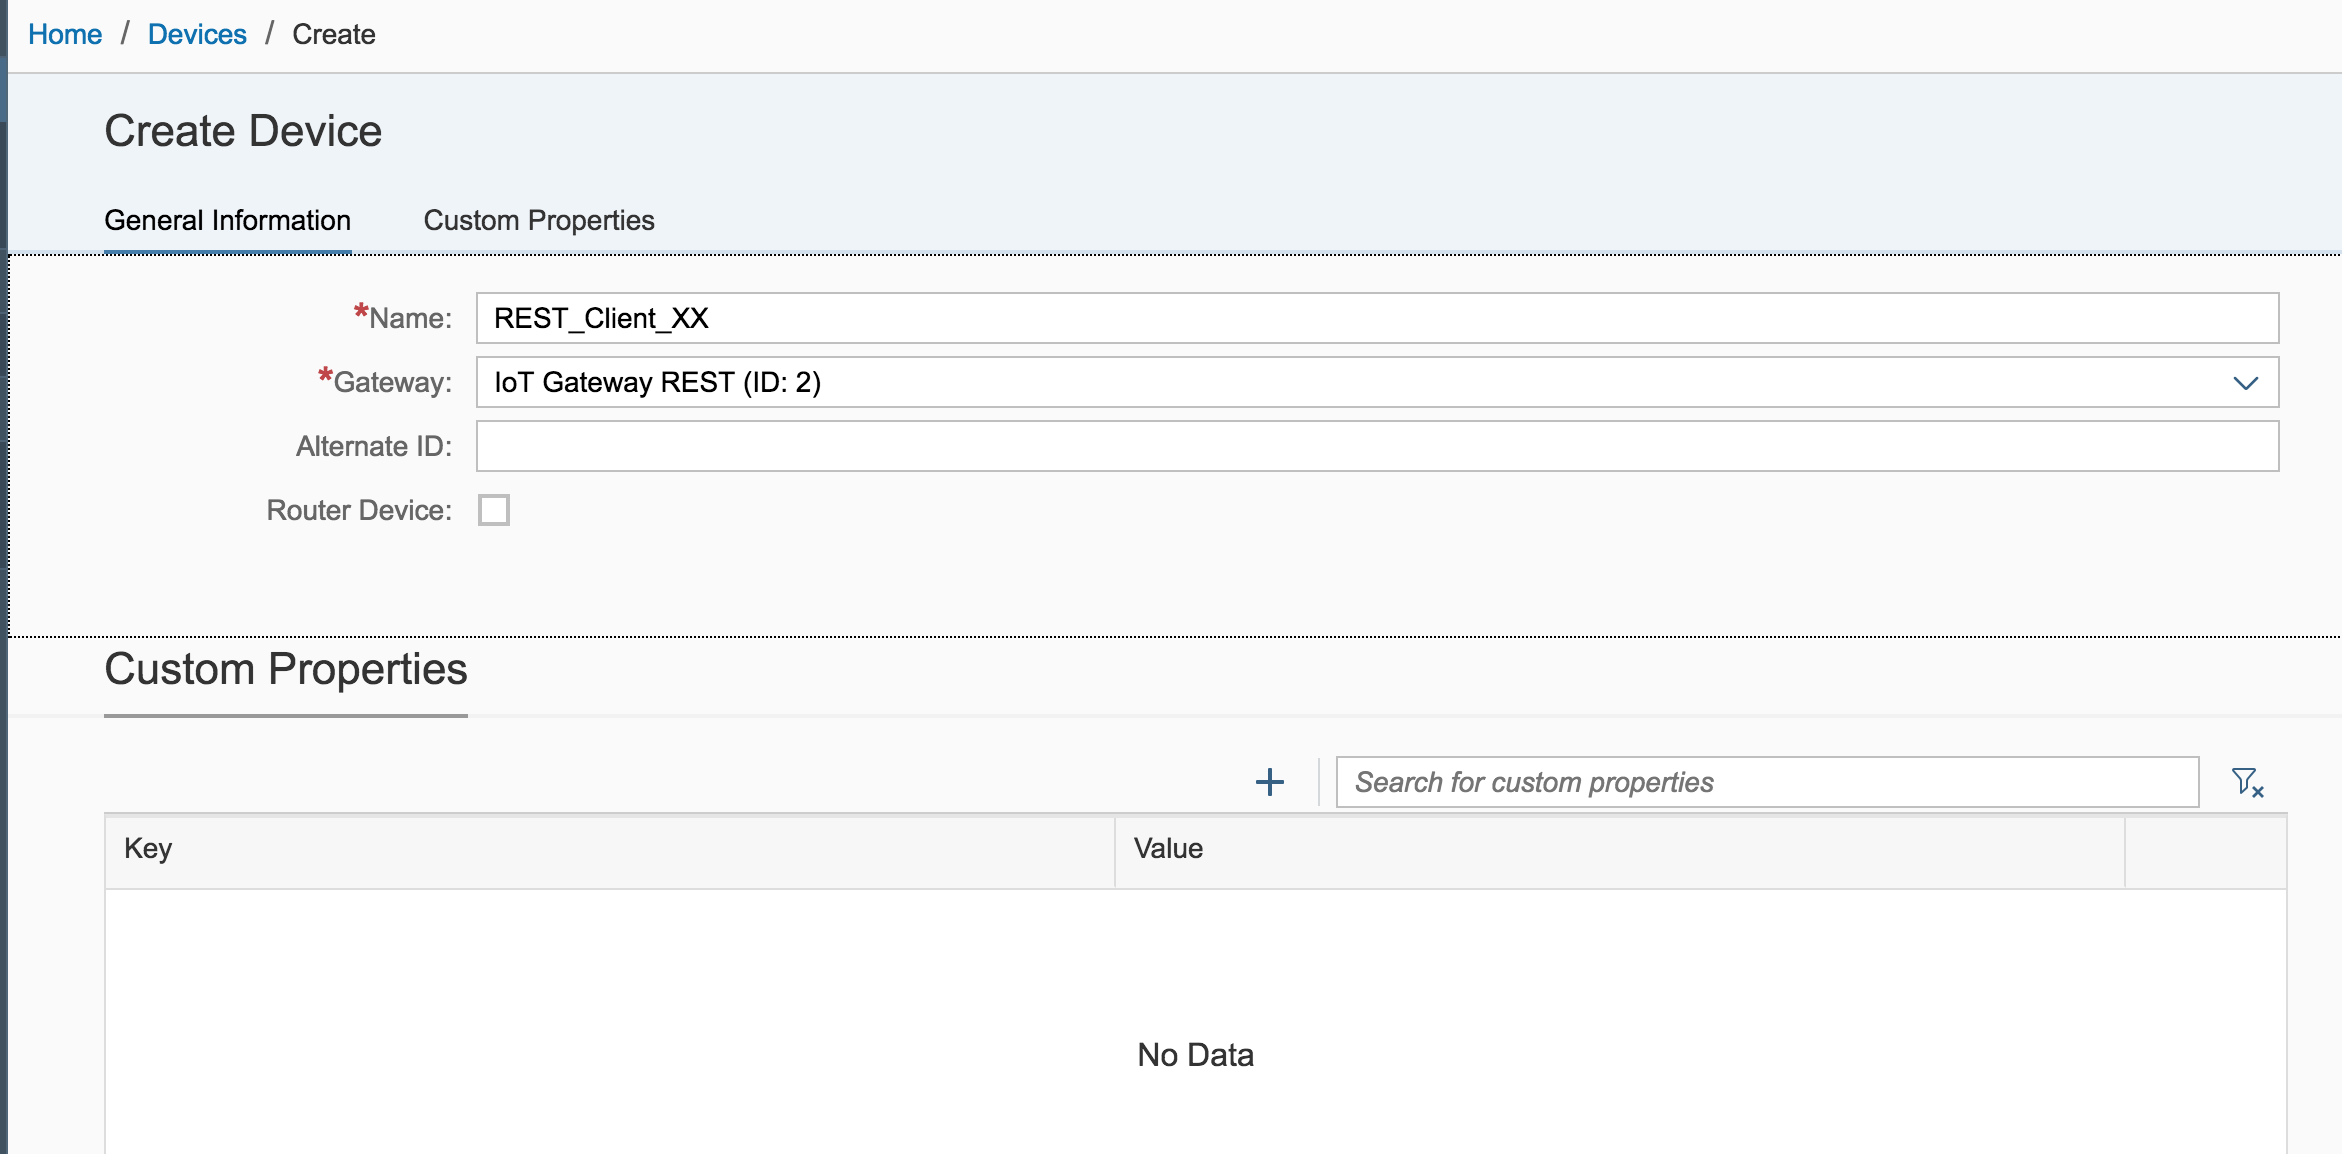 Home / Devices / Create
Create Device
General Information Custom Properties
*Name: REST_Client_XX
*Gateway: IoT Gateway REST (ID: 2)
Alternate ID:
Router Device:
Custom Properties
Search for custom properties
Key Value
No Data